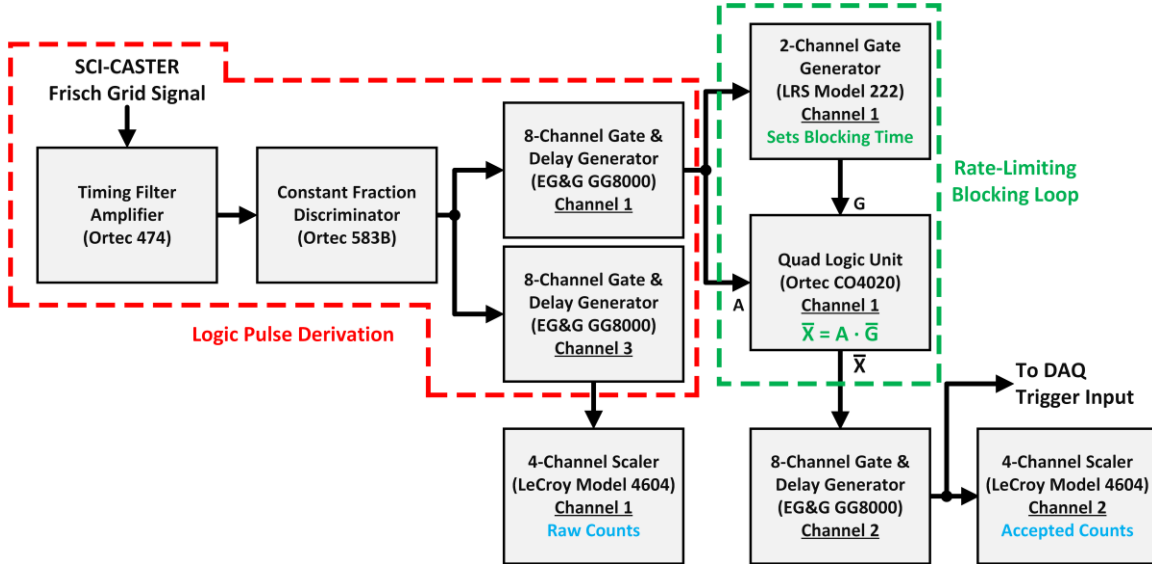 SCI-CASTER
Frisch Grid Signal
Timing Filter
Amplifier
(Ortec 474)
Constant Fraction
Discriminator
(Ortec 583B)
8-Channel Gate &
Delay Generator
(EG&G GG8000)
Channel 1
8-Channel Gate &
Delay Generator
(EG&G GG8000)
Channel 3
Logic Pulse Derivation
4-Channel Scaler
(LeCroy Model 4604)
Channel 1
Raw Counts
2-Channel Gate
Generator
(LRS Model 222)
Channel 1
Sets Blocking Time
G
A
Quad Logic Unit
(Ortec CO4020)
Channel 1
X̅ = A · G̅
X̅
Rate-Limiting
Blocking Loop
8-Channel Gate &
Delay Generator
(EG&G GG8000)
Channel 2
To DAQ
Trigger Input
4-Channel Scaler
(LeCroy Model 4604)
Channel 2
Accepted Counts